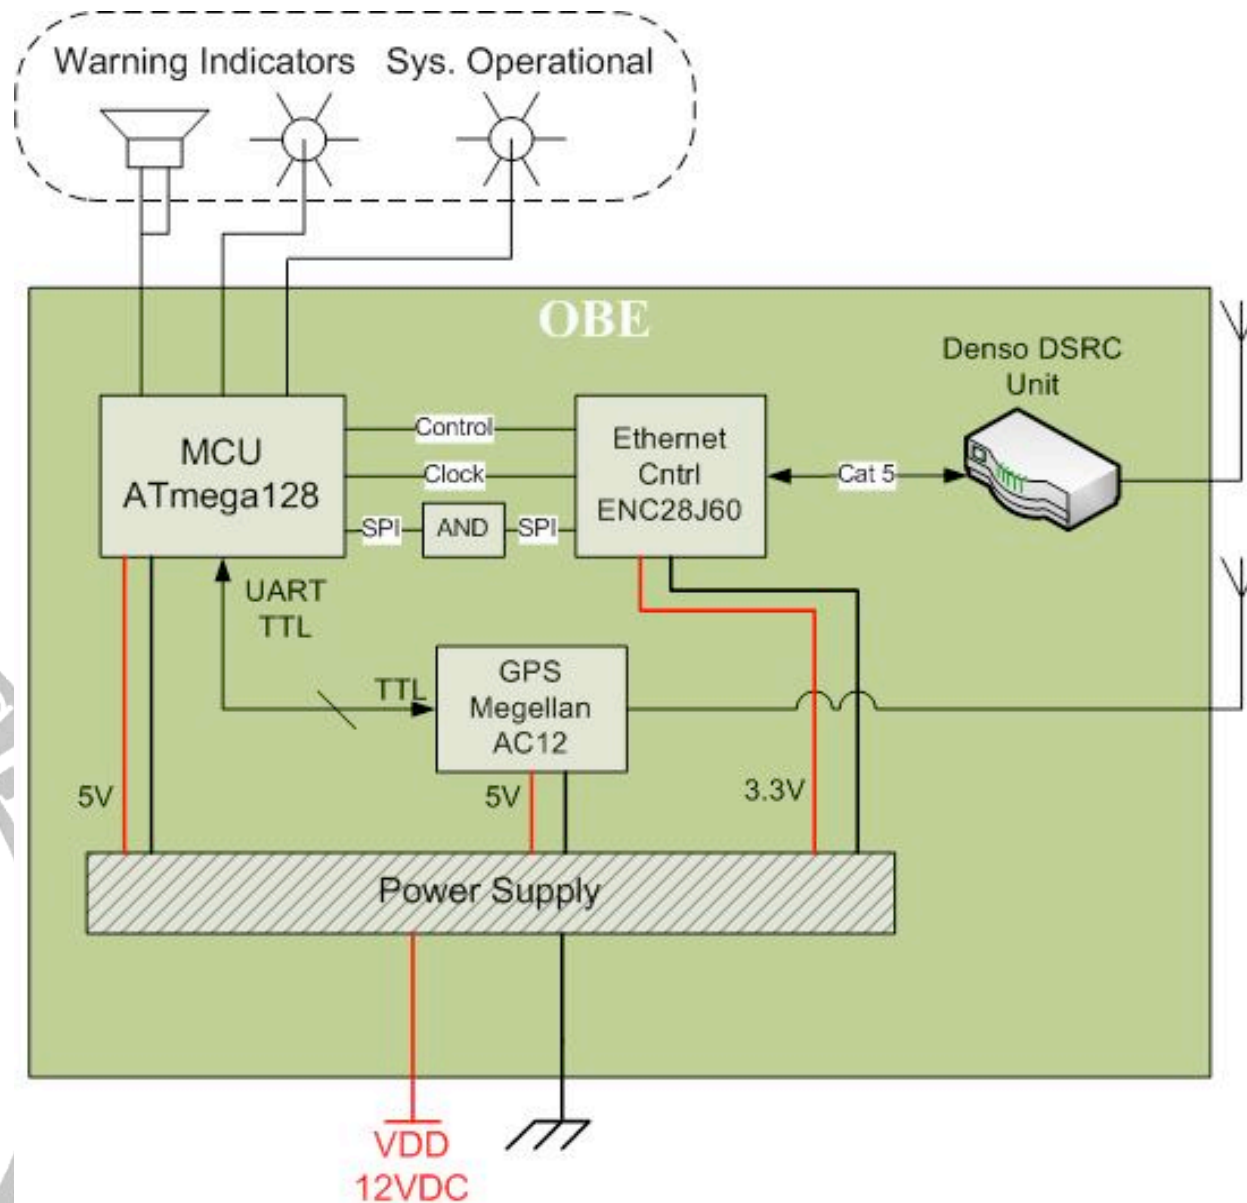 Warning Indicators Sys. Operational
OBE
Denso DSRC
Unit
MCU
ATmega128
Control
Clock
SPI
AND
SPI
Ethernet
Cntrl
ENC28J60
Cat 5
UART
TTL
TTL
GPS
Megellan
AC12
5V
5V
3.3V
Power Supply
VDD
12VDC